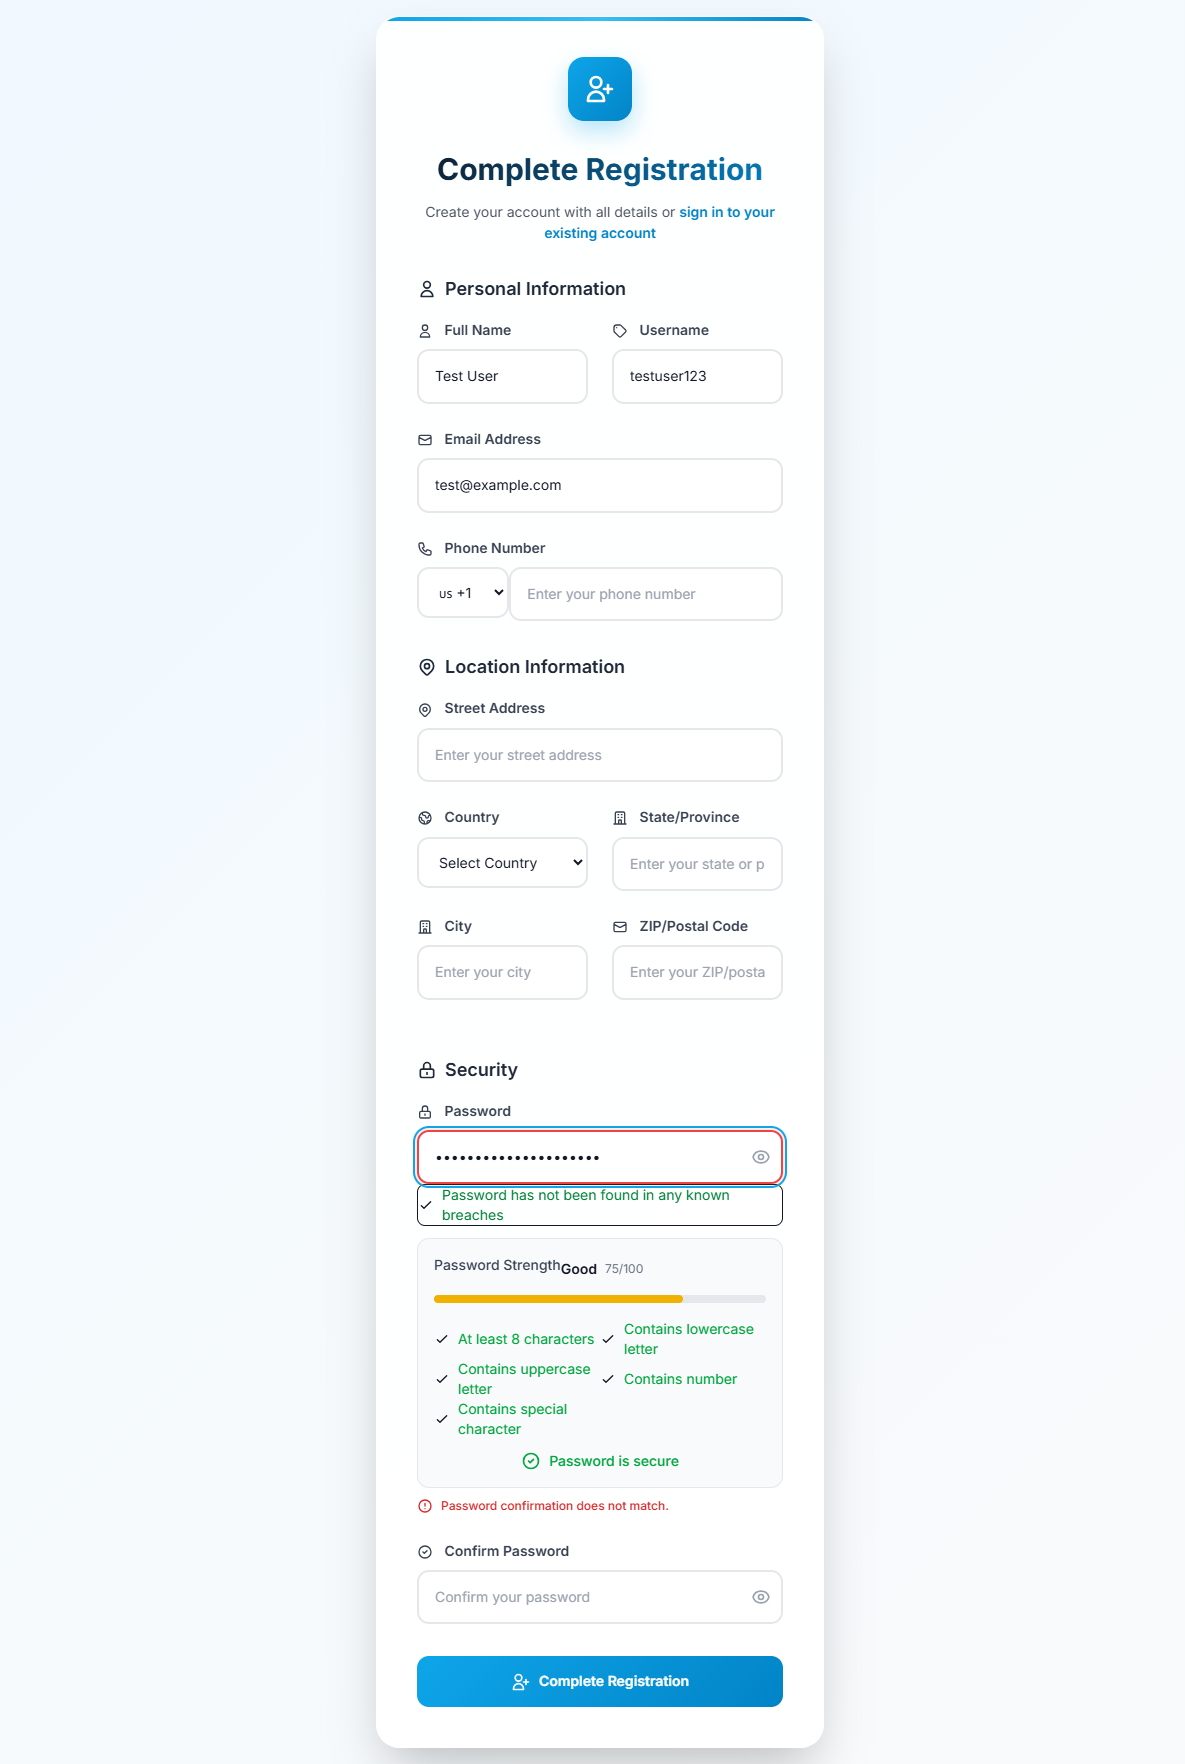 Complete Registration
Create your account with all details or sign in to your
existing account
Personal Information
Full Name
Username
Test User
testuser123
Email Address
test@example.com
Phone Number
US +1
Enter your phone number
Location Information
Street Address
Enter your street address
Country
State/Province
Select Country
Enter your state or p
City
ZIP/Postal Code
Enter your city
Enter your ZIP/posta
Security
Password
•••••••••••••••••••••
Password has not been found in any known
breaches
Password Strength Good 75/100
At least 8 characters
Contains lowercase
letter
Contains uppercase
letter
Contains number
Contains special
character
Password is secure
Password confirmation does not match.
Confirm Password
Confirm your password
Complete Registration